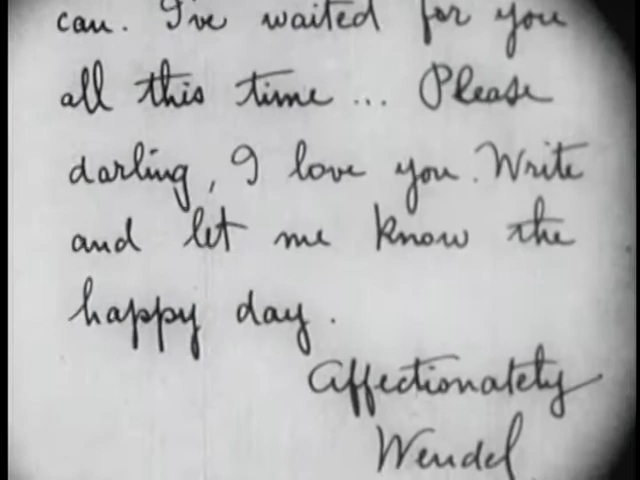 can. I've waited for you
all this time ... Please
darling, I love you. Write
and let me know the
happy day.
Affectionately
Wendel